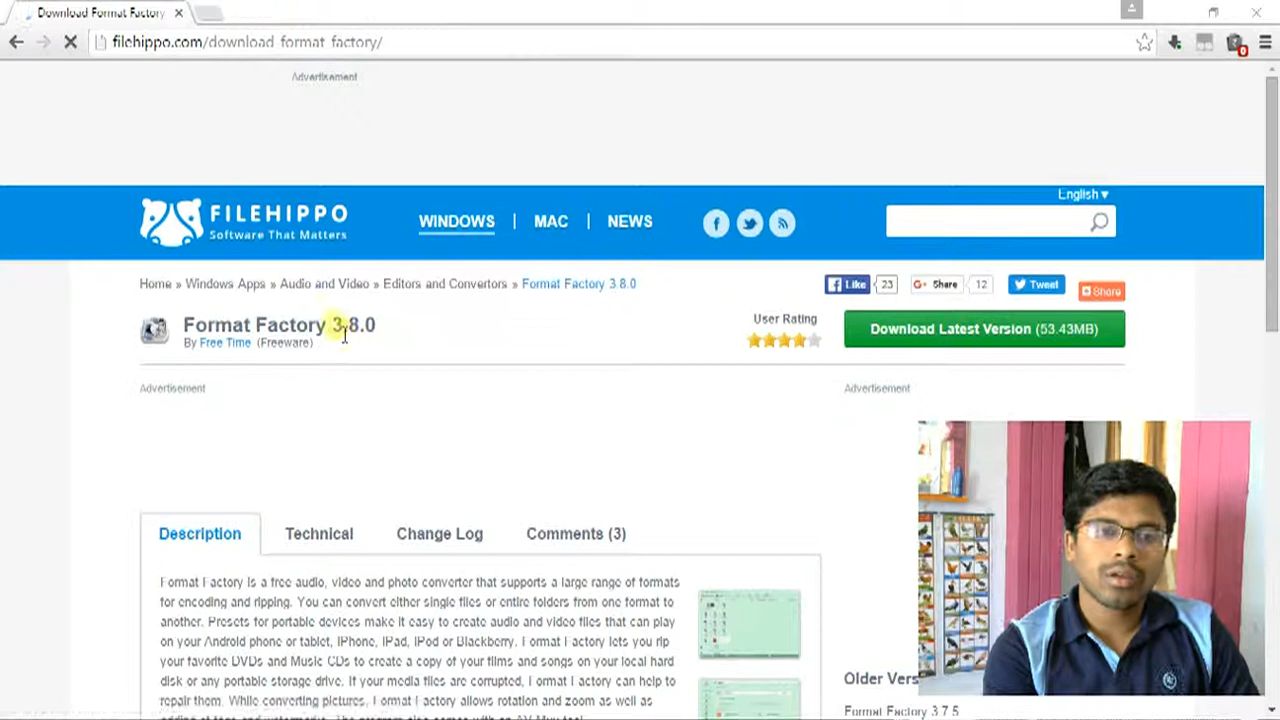 Download Format Factory
filehippo.com/download_format_factory/
0
Advertisement
English ▾
FILEHIPPO
Software That Matters
WINDOWS | MAC | NEWS
Home » Windows Apps » Audio and Video » Editors and Convertors » Format Factory 3.8.0
Like 23 Share 12 Tweet Share
Format Factory 3.8.0
By Free Time (Freeware)
User Rating
Download Latest Version (53.43MB)
Advertisement
Advertisement
Description Technical Change Log Comments (3)
Format Factory is a free audio, video and photo converter that supports a large range of formats
for encoding and ripping. You can convert either single files or entire folders from one format to
another. Presets for portable devices make it easy to create audio and video files that can play
on your Android phone or tablet, iPhone, iPad, iPod or Blackberry. Format Factory lets you rip
your favorite DVDs and Music CDs to create a copy of your films and songs on your local hard
disk or any portable storage drive. If your media files are corrupted, Format Factory can help to
repair them. While converting pictures, Format Factory allows rotation and zoom as well as
Older Vers
Format Factory 3.7.5